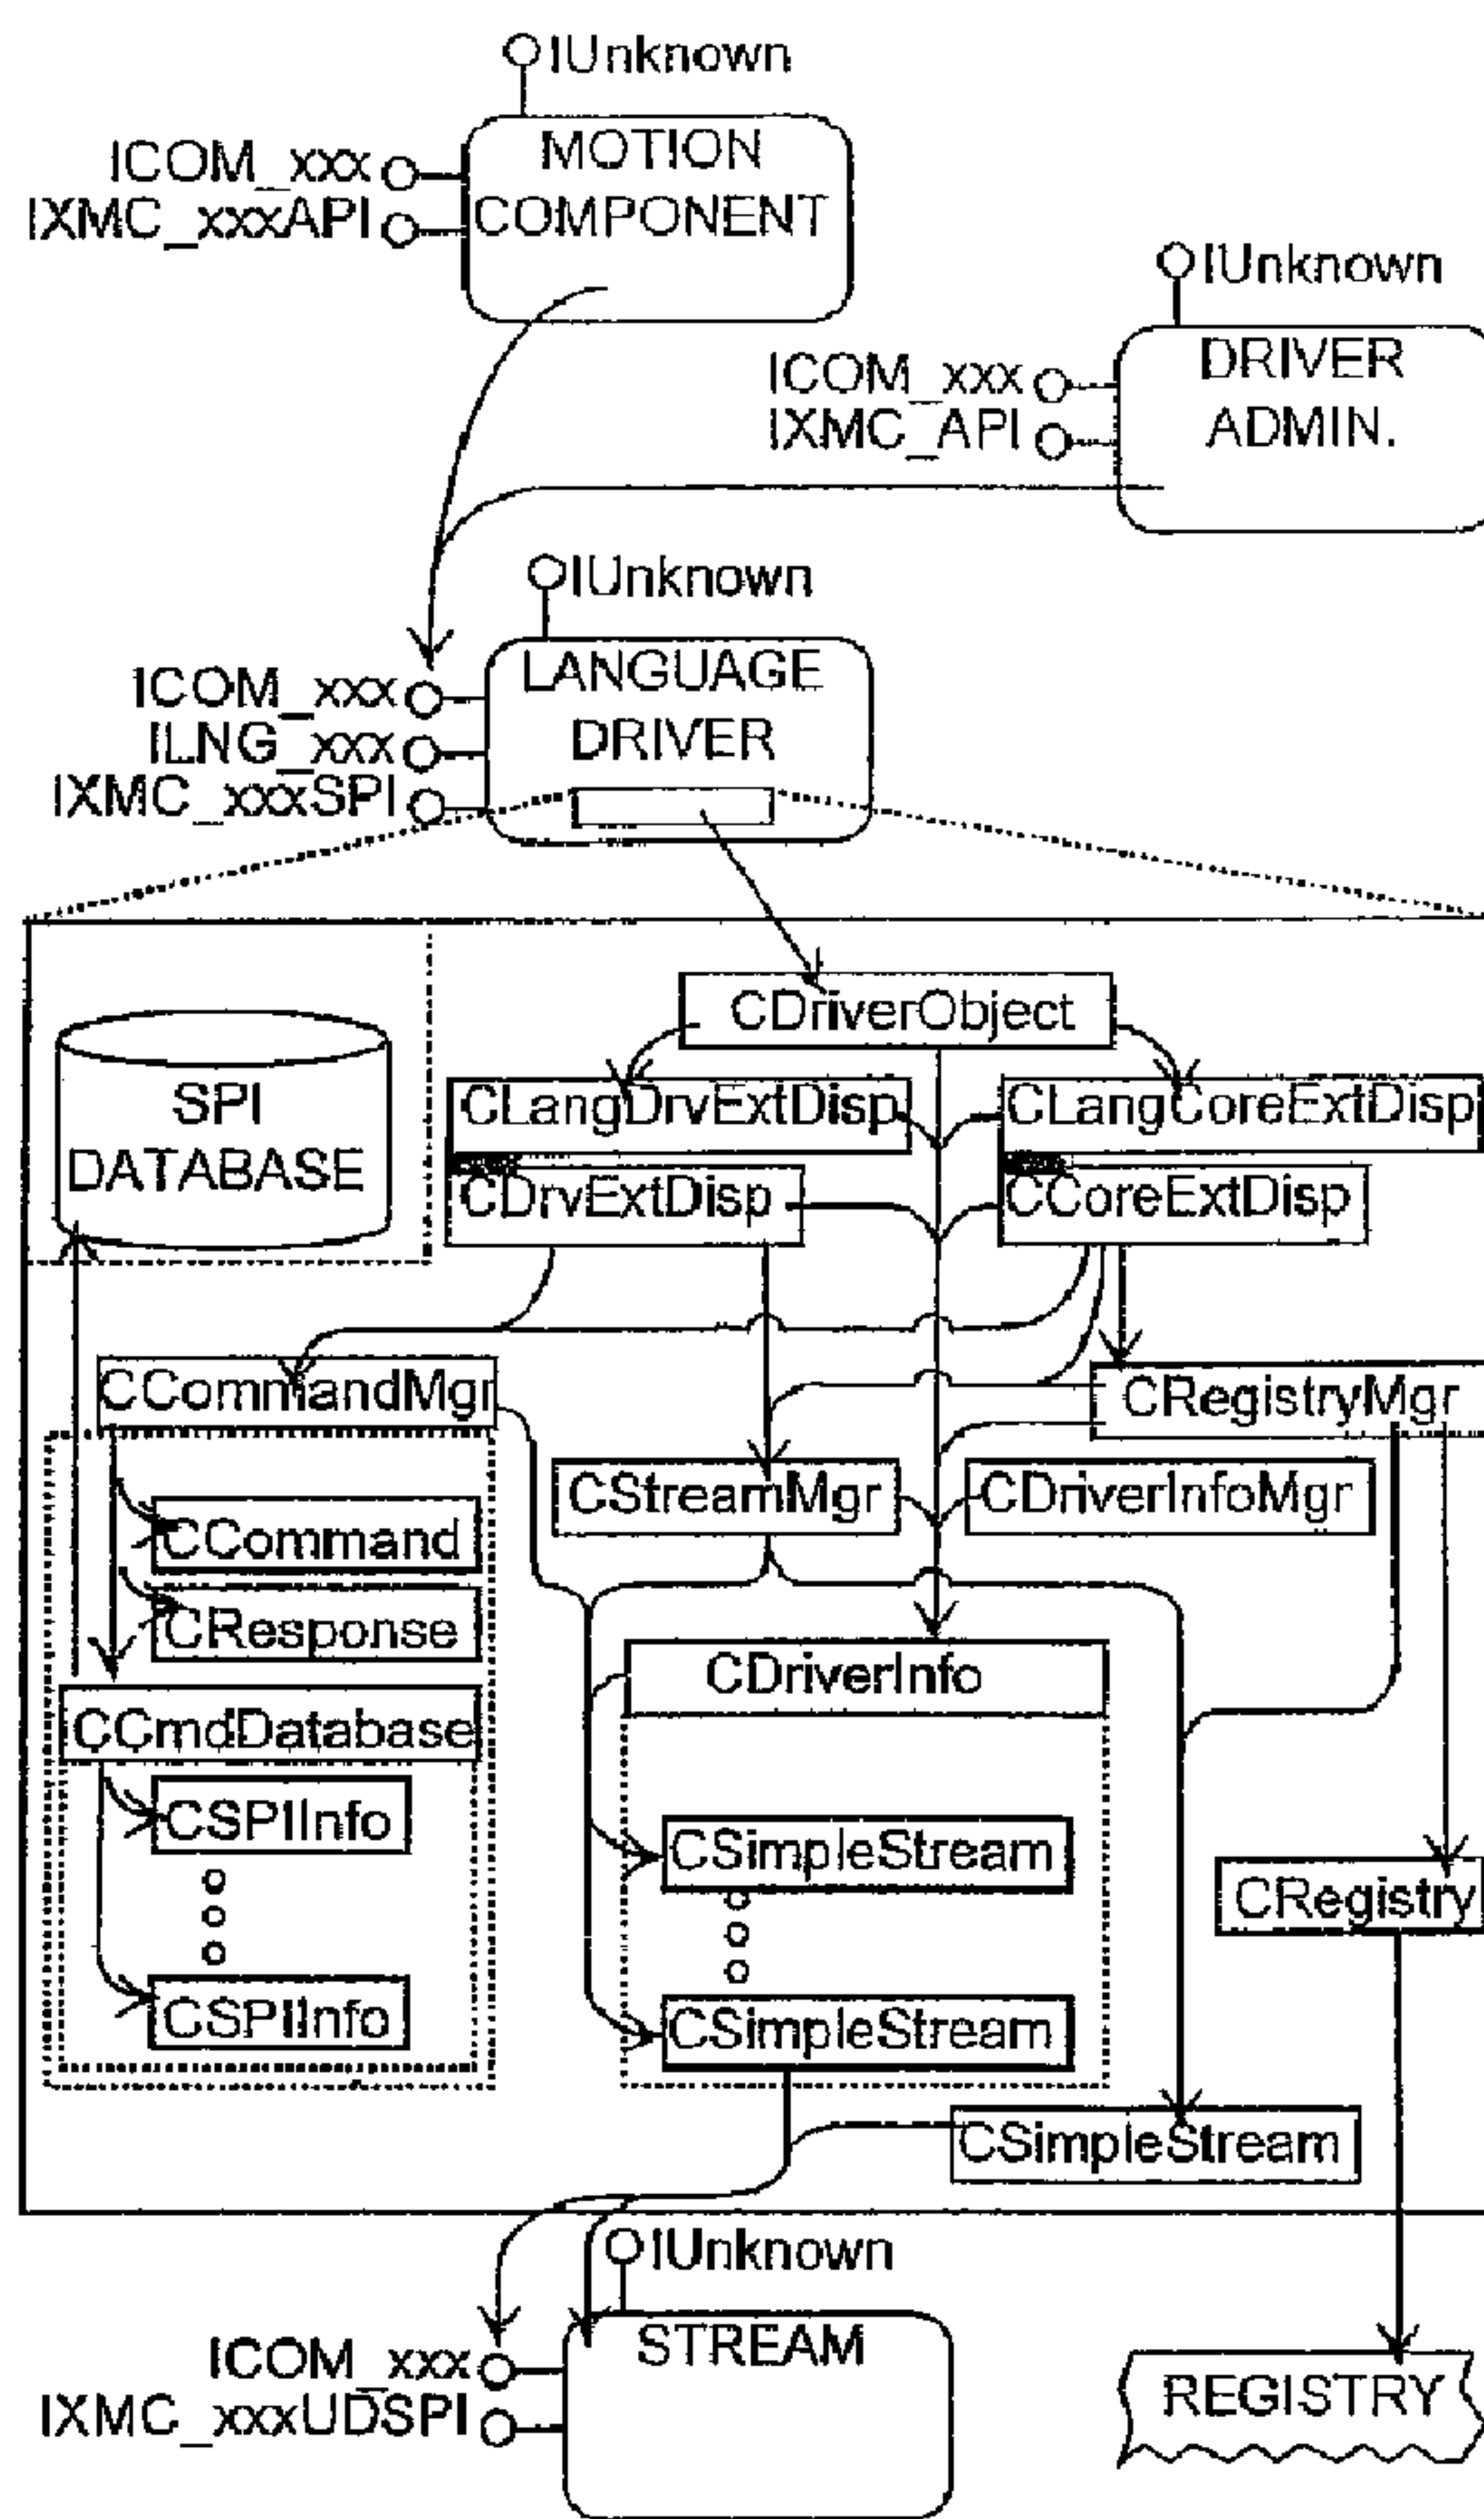 IUnknown
MOTION
COMPONENT
ICOM_xxx
IXMC_xxxAPI
IUnknown
DRIVER
ADMIN.
ICOM_xxx
IXMC_API
IUnknown
LANGUAGE
DRIVER
ICOM_xxx
ILNG_xxx
IXMC_xxxSPI
CDriverObject
SPI
DATABASE
CLangDrvExtDisp
CLangCoreExtDisp
CDrvExtDisp
CCoreExtDisp
CCommandMgr
CRegistryMgr
CStreamMgr
CDriverInfoMgr
CCommand
CResponse
CDriverInfo
CCmdDatabase
CSPIInfo
CSimpleStream
CRegistry
CSPIInfo
CSimpleStream
CSimpleStream
IUnknown
STREAM
ICOM_xxx
IXMC_xxxUDSPI
REGISTRY